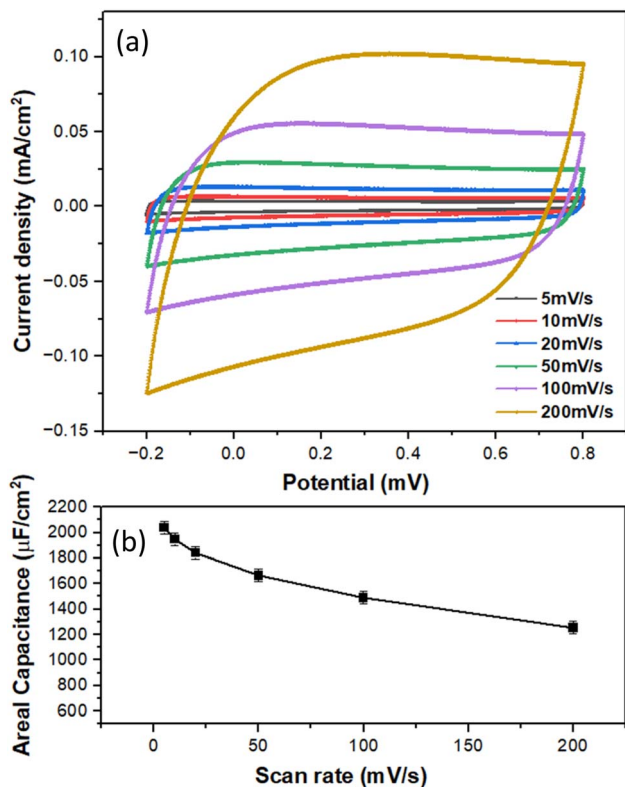 (a)
Current density (mA/cm²)
0.10
0.05
0.00
−0.05
−0.10
−0.15
5mV/s
10mV/s
20mV/s
50mV/s
100mV/s
200mV/s
−0.2 0.0 0.2 0.4 0.6 0.8
Potential (mV)
(b)
Areal Capacitance (μF/cm²)
2200
2000
1800
1600
1400
1200
1000
800
600
0 50 100 150 200
Scan rate (mV/s)